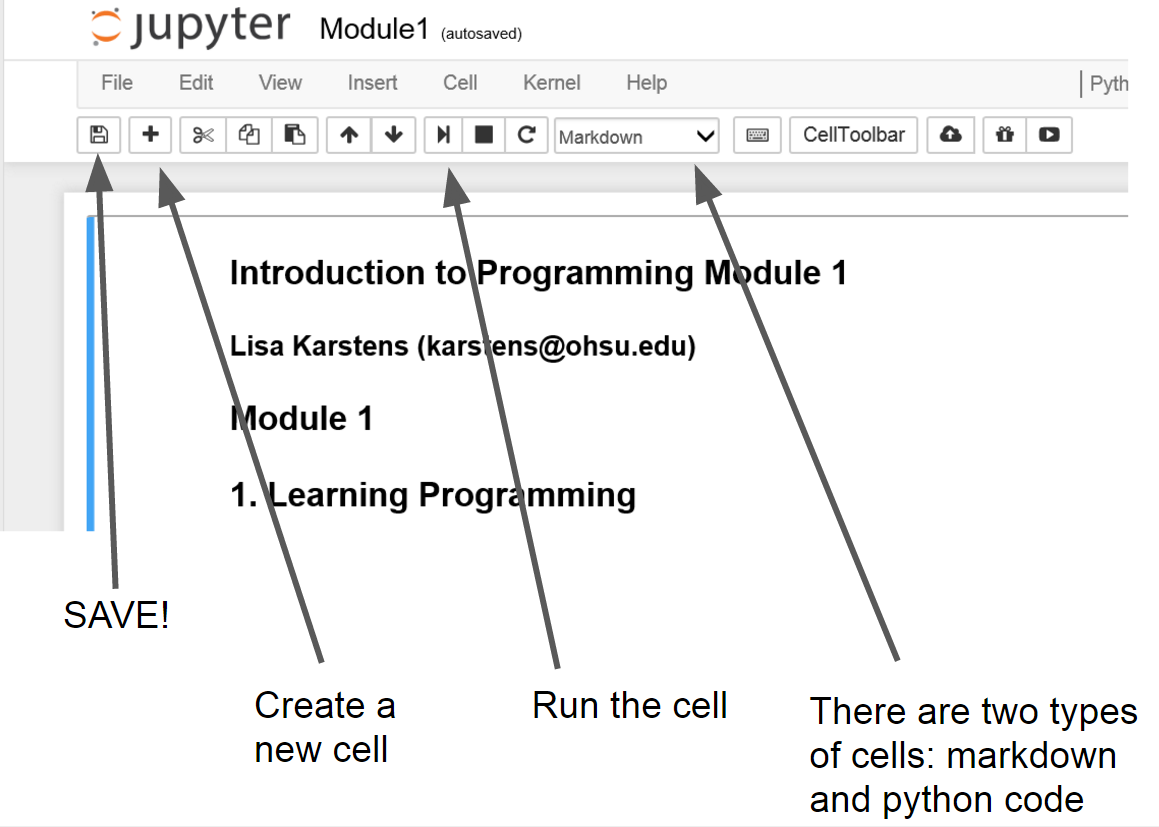 jupyter Module1 (autosaved)
File Edit View Insert Cell Kernel Help Pyth
Markdown CellToolbar
Introduction to Programming Module 1
Lisa Karstens (karstens@ohsu.edu)
Module 1
1. Learning Programming
SAVE!
Create a
new cell
Run the cell
There are two types
of cells: markdown
and python code